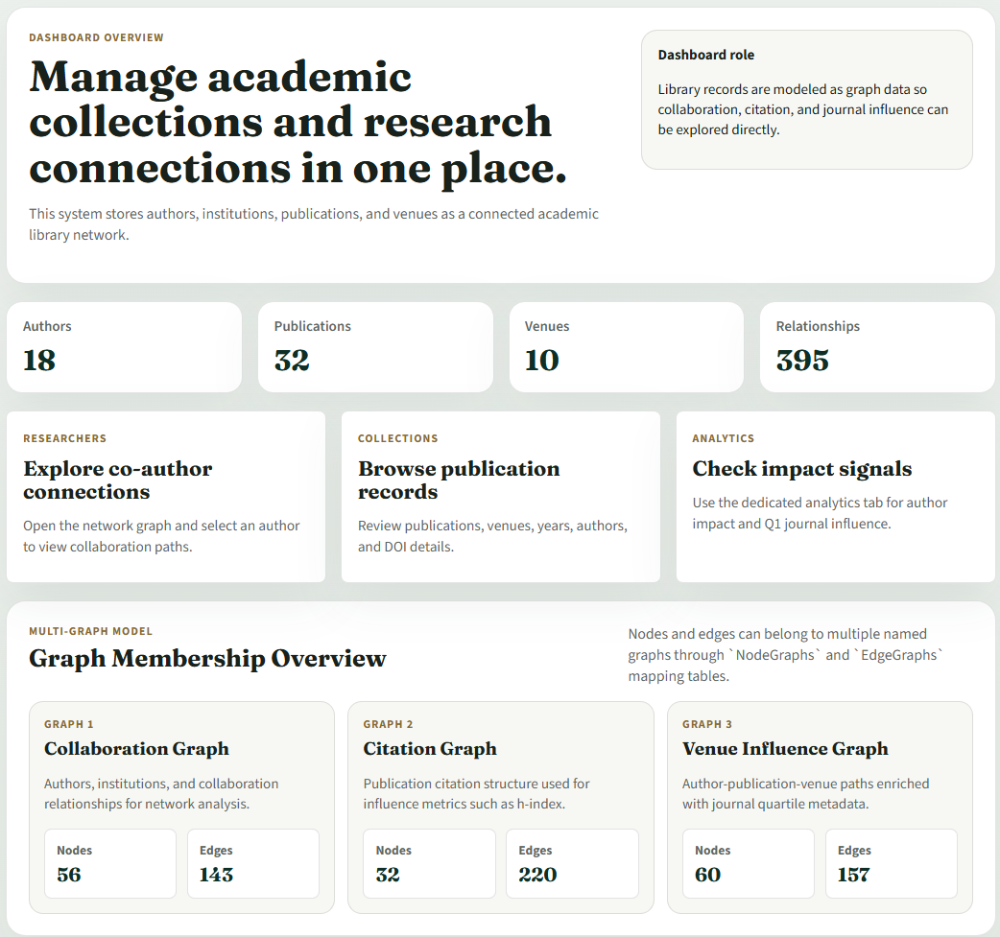 DASHBOARD OVERVIEW
Manage academic
collections and research
connections in one place.
This system stores authors, institutions, publications, and venues as a connected academic
library network.
Dashboard role
Library records are modeled as graph data so
collaboration, citation, and journal influence can
be explored directly.
Authors
18
Publications
32
Venues
10
Relationships
395
RESEARCHERS
Explore co-author
connections
Open the network graph and select an author
to view collaboration paths.
COLLECTIONS
Browse publication
records
Review publications, venues, years, authors,
and DOI details.
ANALYTICS
Check impact signals
Use the dedicated analytics tab for author
impact and Q1 journal influence.
MULTI-GRAPH MODEL
Graph Membership Overview
Nodes and edges can belong to multiple named
graphs through `NodeGraphs` and `EdgeGraphs`
mapping tables.
GRAPH 1
Collaboration Graph
Authors, institutions, and collaboration
relationships for network analysis.
Nodes
56
Edges
143
GRAPH 2
Citation Graph
Publication citation structure used for
influence metrics such as h-index.
Nodes
32
Edges
220
GRAPH 3
Venue Influence Graph
Author-publication-venue paths enriched
with journal quartile metadata.
Nodes
60
Edges
157